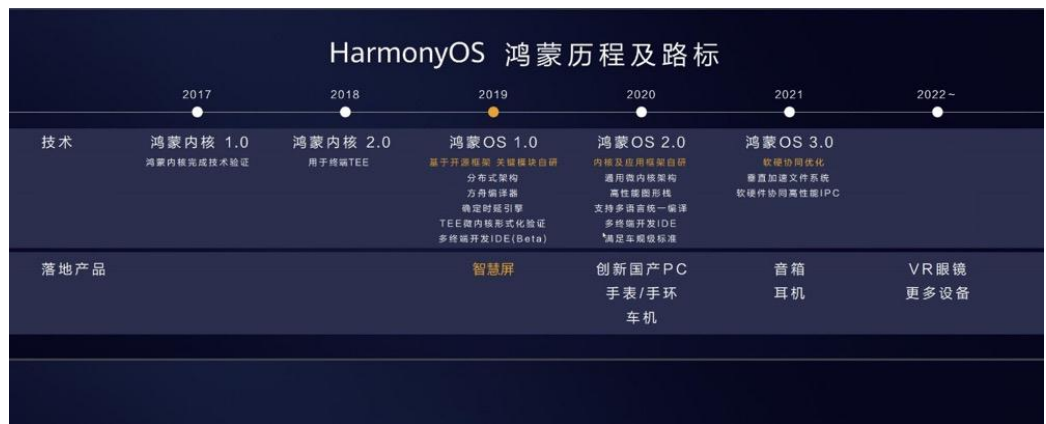 HarmonyOS 鸿蒙历程及路标
2017
2018
2019
2020
2021
2022~
技术
鸿蒙内核 1.0
鸿蒙内核完成技术验证
鸿蒙内核 2.0
用于终端TEE
鸿蒙OS 1.0
基于开源框架 关键模块自研
分布式架构
方舟编译器
确定时延引擎
TEE微内核形式化验证
多终端开发IDE(Beta)
鸿蒙OS 2.0
内核及应用框架自研
通用微内核架构
高性能图形栈
支持多语言统一编译
多终端开发IDE
满足车规级标准
鸿蒙OS 3.0
软硬协同优化
垂直加速文件系统
软硬件协同高性能IPC
落地产品
智慧屏
创新国产PC
手表/手环
车机
音箱
耳机
VR眼镜
更多设备